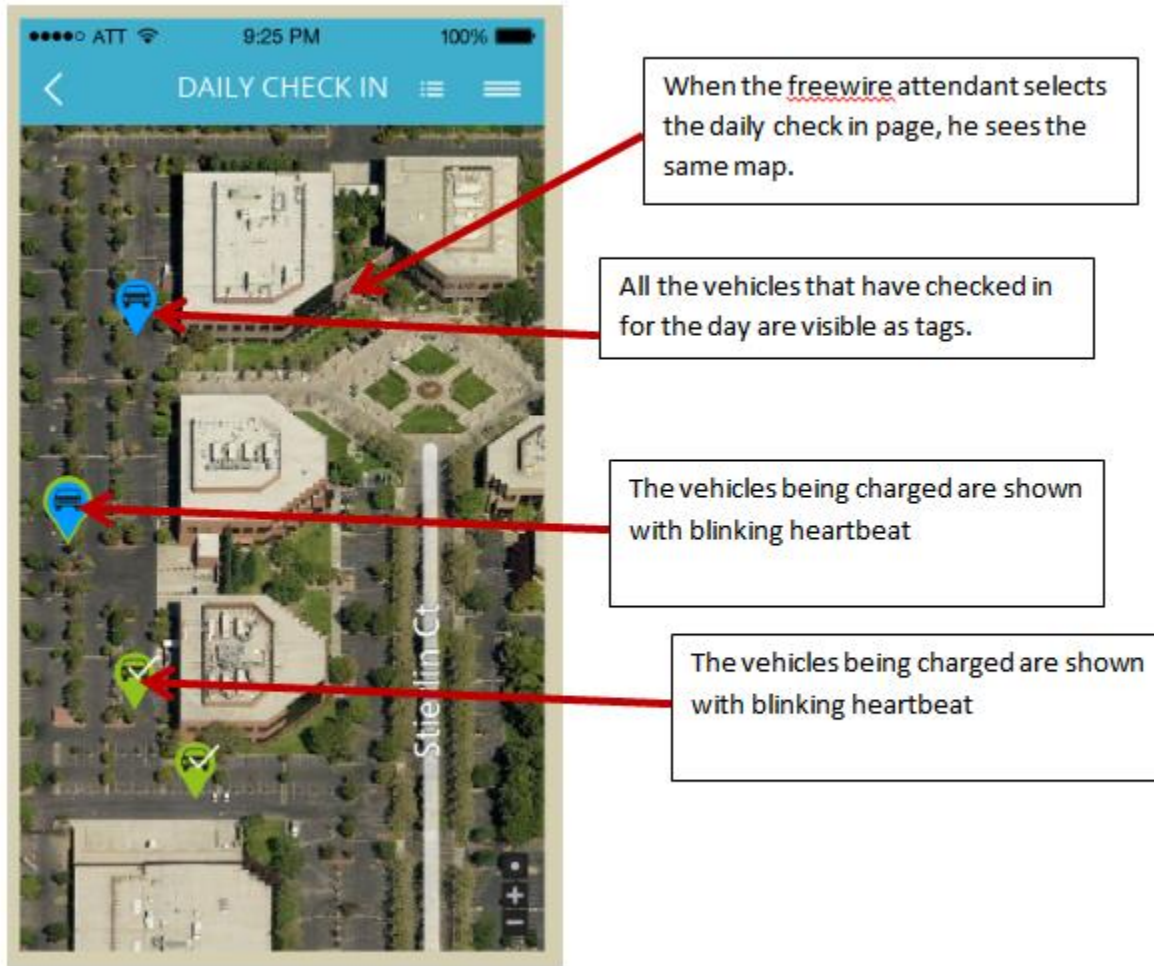 ATT 9:25 PM 100%
DAILY CHECK IN
When the freewire attendant selects
the daily check in page, he sees the
same map.
All the vehicles that have checked in
for the day are visible as tags.
The vehicles being charged are shown
with blinking heartbeat
The vehicles being charged are shown
with blinking heartbeat
Stierlin Ct